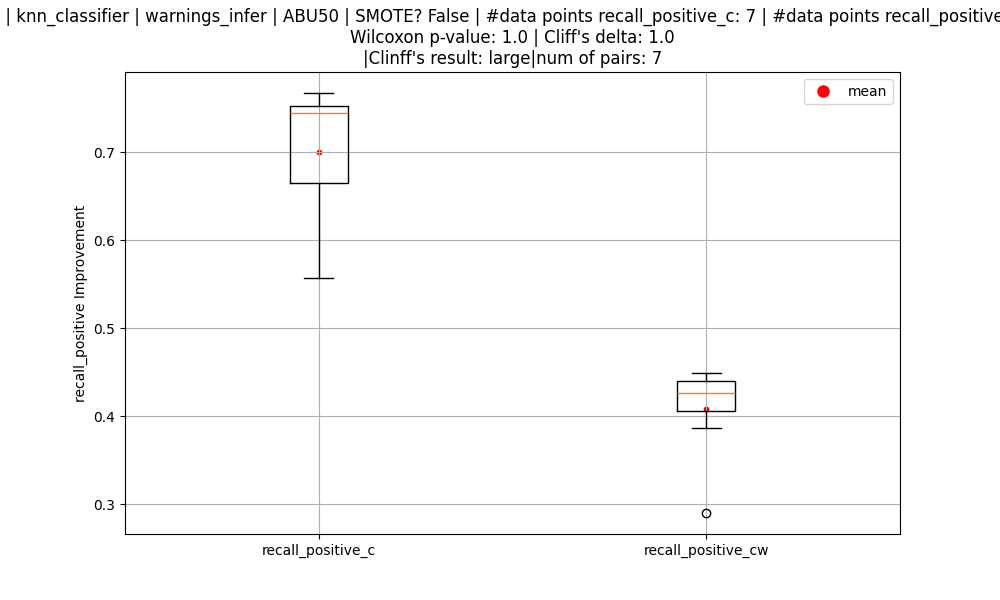 | knn_classifier | warnings_infer | ABU50 | SMOTE? False | #data points recall_positive_c: 7 | #data points recall_positive
Wilcoxon p-value: 1.0 | Cliff's delta: 1.0
|Clinff's result: large|num of pairs: 7
mean
recall_positive Improvement
0.7
0.6
0.5
0.4
0.3
recall_positive_c
recall_positive_cw